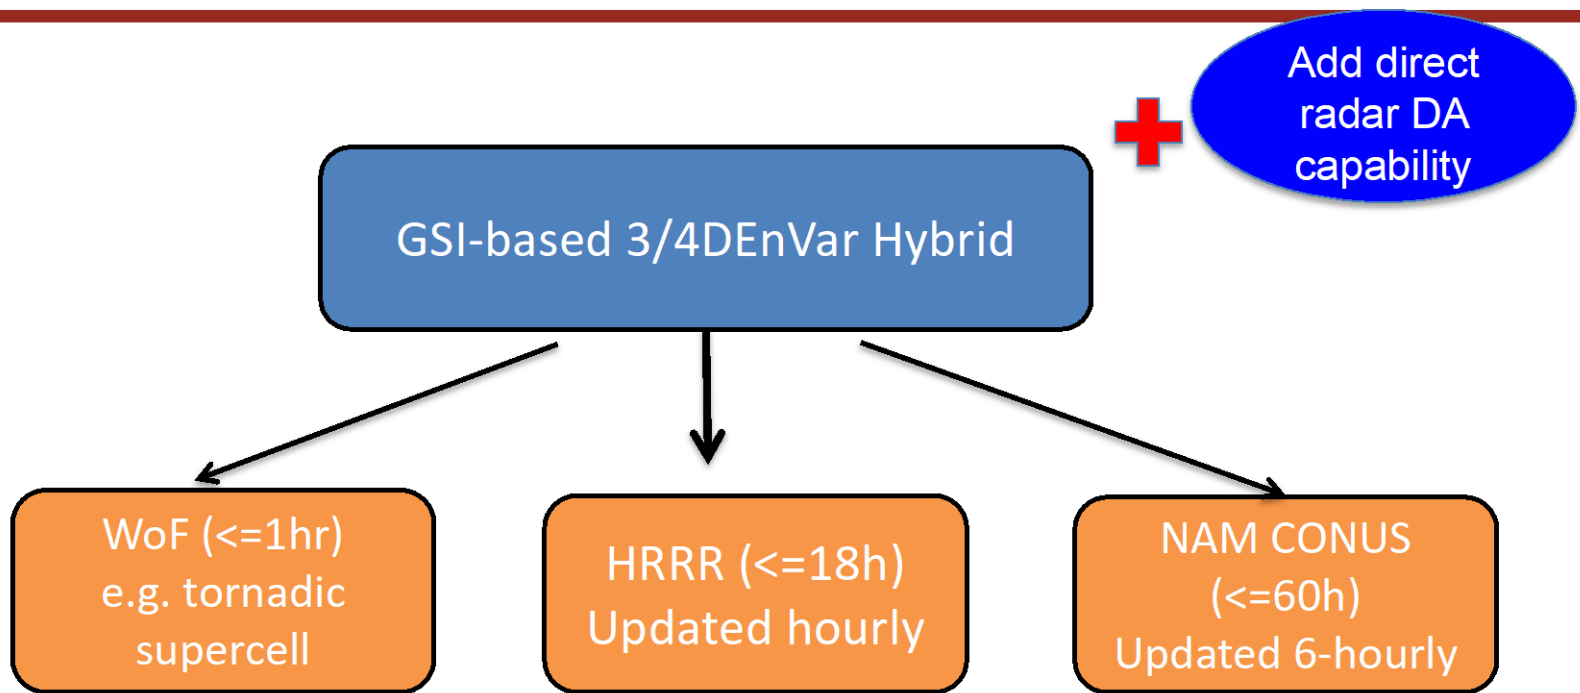 Add direct
radar DA
capability
GSI-based 3/4DEnVar Hybrid
WoF (<=1hr)
e.g. tornadic
supercell
HRRR (<=18h)
Updated hourly
NAM CONUS
(<=60h)
Updated 6-hourly